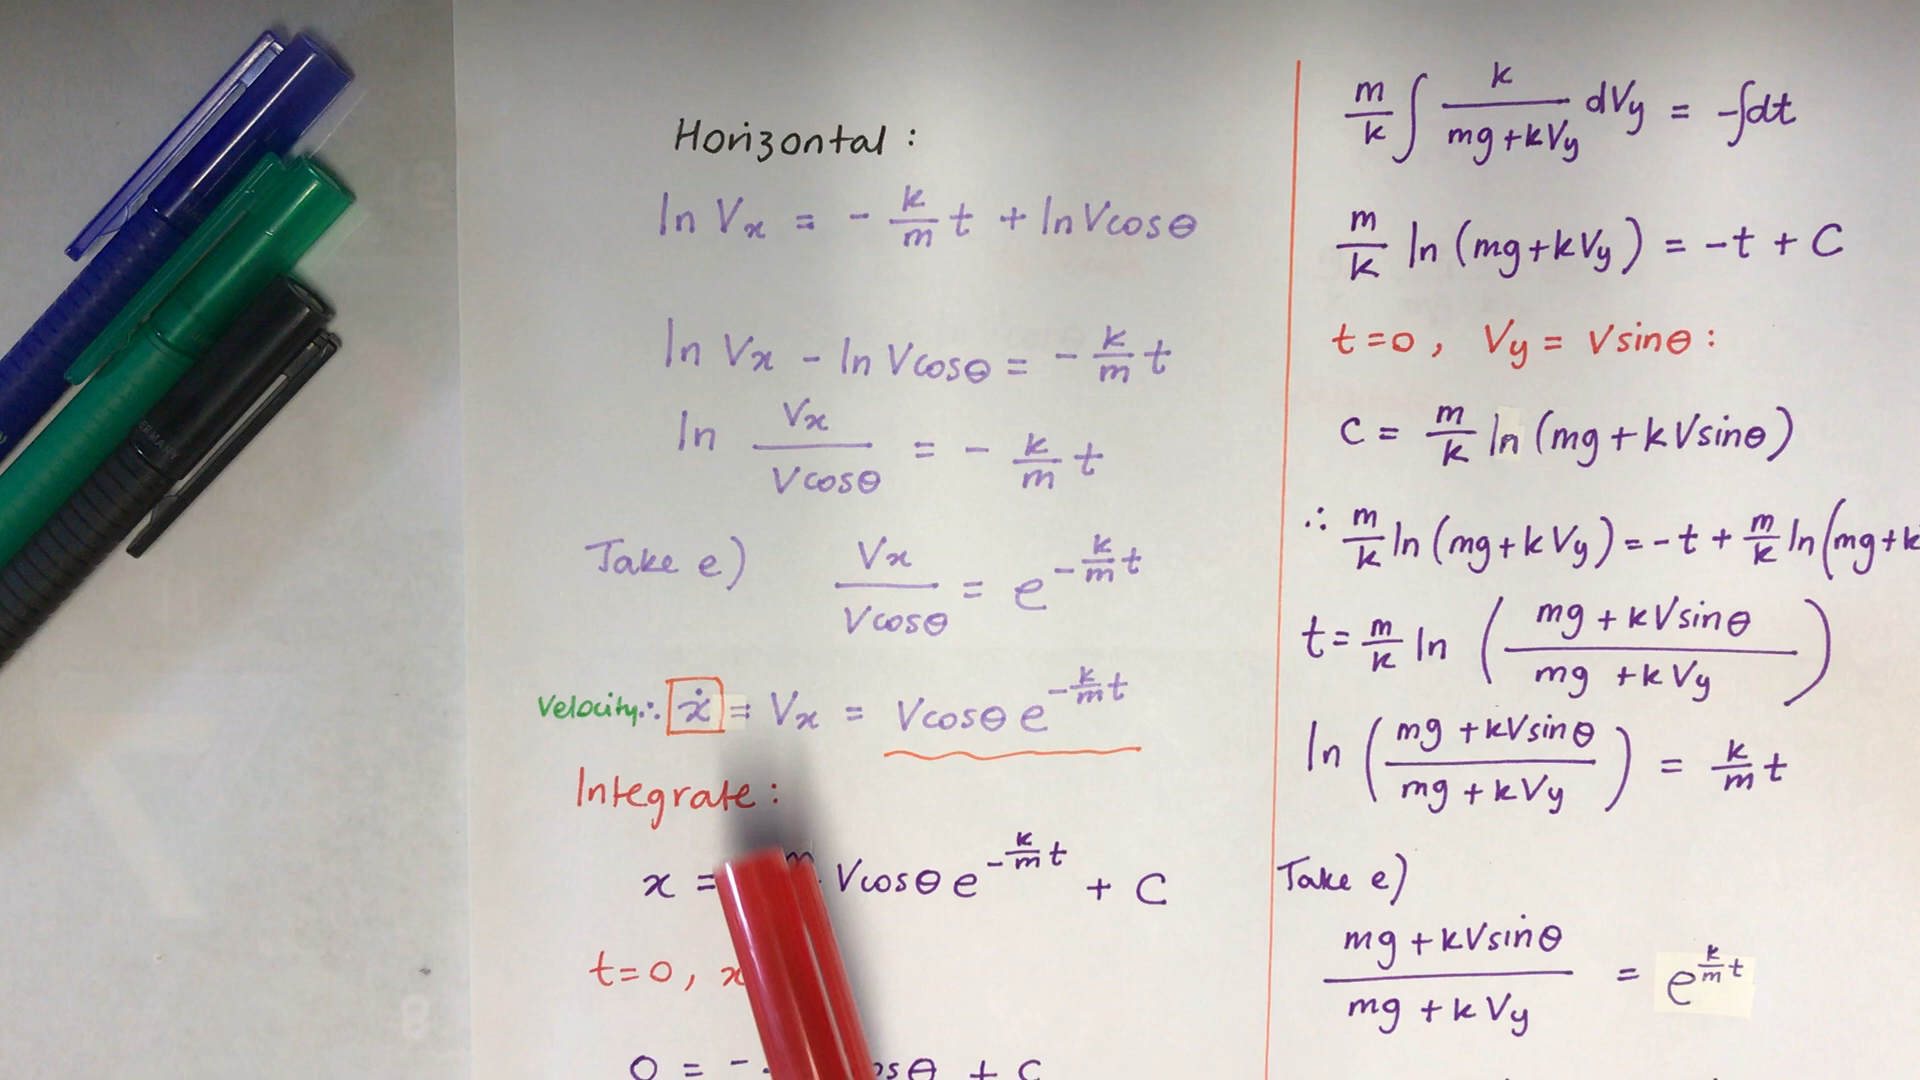 Horizontal :
ln Vx = - k/m t + ln Vcosθ
ln Vx - ln Vcosθ = - k/m t
ln Vx/Vcosθ = - k/m t
Take e) Vx/Vcosθ = e^(-k/m t)
Velocity ∴ ẋ = Vx = Vcosθ e^(-k/m t)
Integrate :
x = Vcosθ e^(-k/m t) + C
t=0, x
0 = - osθ + C
m/k ∫ k/(mg+kVy) dVy = -∫dt
m/k ln (mg+kVy) = -t + C
t=0, Vy = Vsinθ :
C = m/k ln (mg + kVsinθ)
∴ m/k ln (mg+kVy) = -t + m/k ln (mg+k
t = m/k ln ((mg + kVsinθ)/(mg + kVy))
ln ((mg + kVsinθ)/(mg + kVy)) = k/m t
Take e)
(mg + kVsinθ)/(mg + kVy) = e^(k/m t)